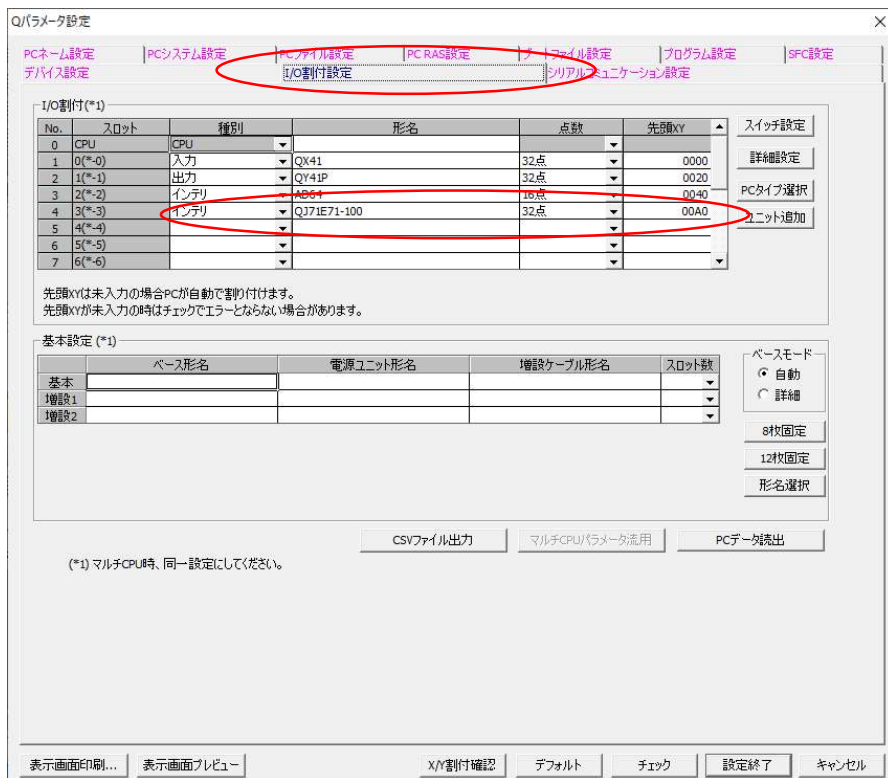 Qパラメータ設定
PCネーム設定 PCシステム設定 PCファイル設定 PC RAS設定 ブートファイル設定 プログラム設定 SFC設定
デバイス設定 I/O割付設定 シリアルコミュニケーション設定
I/O割付(*1)
No. スロット 種別 形名 点数 先頭XY
0 CPU CPU
1 0(*-0) 入力 QX41 32点 0000
2 1(*-1) 出力 QY41P 32点 0020
3 2(*-2) インテリ AD64 16点 0040
4 3(*-3) インテリ QJ71E71-100 32点 00A0
5 4(*-4)
6 5(*-5)
7 6(*-6)
スイッチ設定
詳細設定
PCタイプ選択
ユニット追加
先頭XYは未入力の場合PCが自動で割り付けます。
先頭XYが未入力の時はチェックでエラーとならない場合があります。
基本設定 (*1)
ベース形名 電源ユニット形名 増設ケーブル形名 スロット数
基本
増設1
増設2
ベースモード
自動
詳細
8枚固定
12枚固定
形名選択
CSVファイル出力 マルチCPUパラメータ流用 PCデータ読出
(*1) マルチCPU時、同一設定にしてください。
表示画面印刷... 表示画面プレビュー X/Y割付確認 デフォルト チェック 設定終了 キャンセル